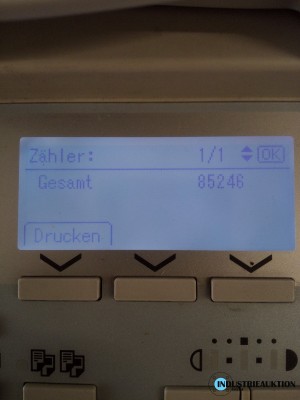 Zähler: 1/1 OK
Gesamt 85246
Drucken
INDUSTRIEAUKTION